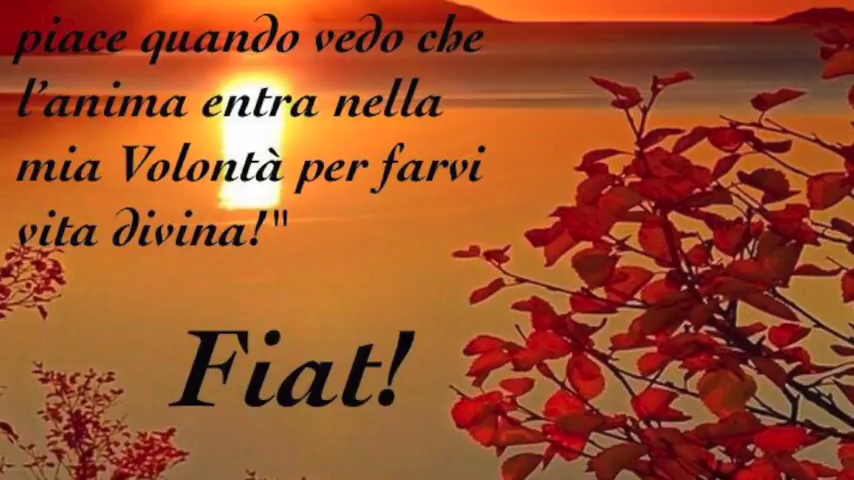 piace quando vedo che
l'anima entra nella
mia Volontà per farvi
vita divina!"
Fiat!